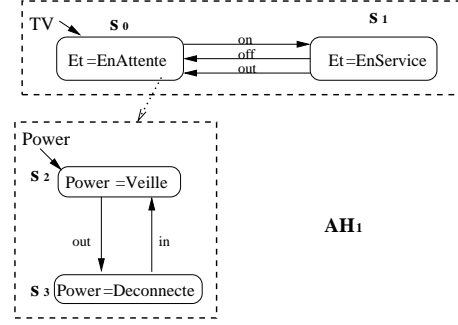 TV
S 0
S 1
Et =EnAttente
on
off
out
Et=EnService
Power
S 2
Power =Veille
out
in
AH1
S 3
Power=Deconnecte